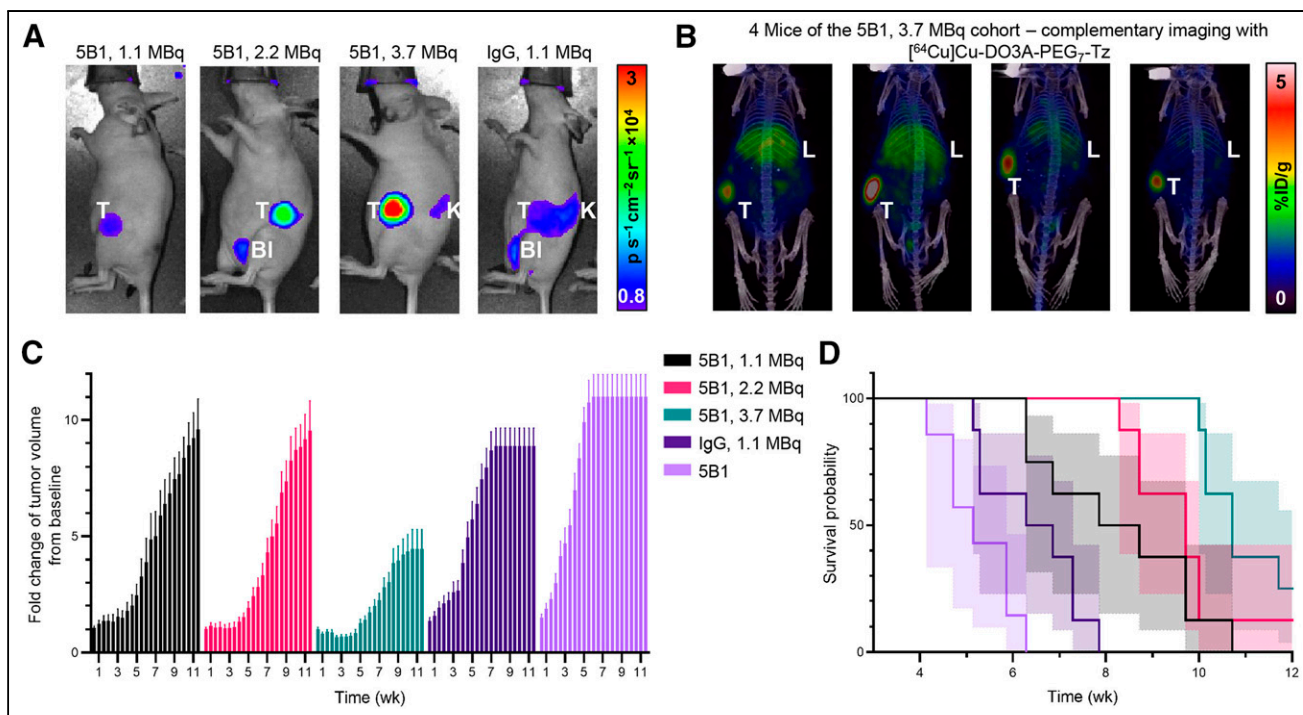 A
5B1, 1.1 MBq
5B1, 2.2 MBq
5B1, 3.7 MBq
IgG, 1.1 MBq
T
T
Bl
T
K
T
K
Bl
3
p s⁻¹ cm⁻² sr⁻¹ ×10⁴
0.8
B
4 Mice of the 5B1, 3.7 MBq cohort – complementary imaging with
[⁶⁴Cu]Cu-DO3A-PEG₇-Tz
L
T
L
T
L
T
L
T
5
%ID/g
0
C
Fold change of tumor volume
from baseline
10
5
0
1 3 5 7 9 11 1 3 5 7 9 11 1 3 5 7 9 11 1 3 5 7 9 11 1 3 5 7 9 11
Time (wk)
5B1, 1.1 MBq
5B1, 2.2 MBq
5B1, 3.7 MBq
IgG, 1.1 MBq
5B1
D
Survival probability
100
50
0
4 6 8 10 12
Time (wk)